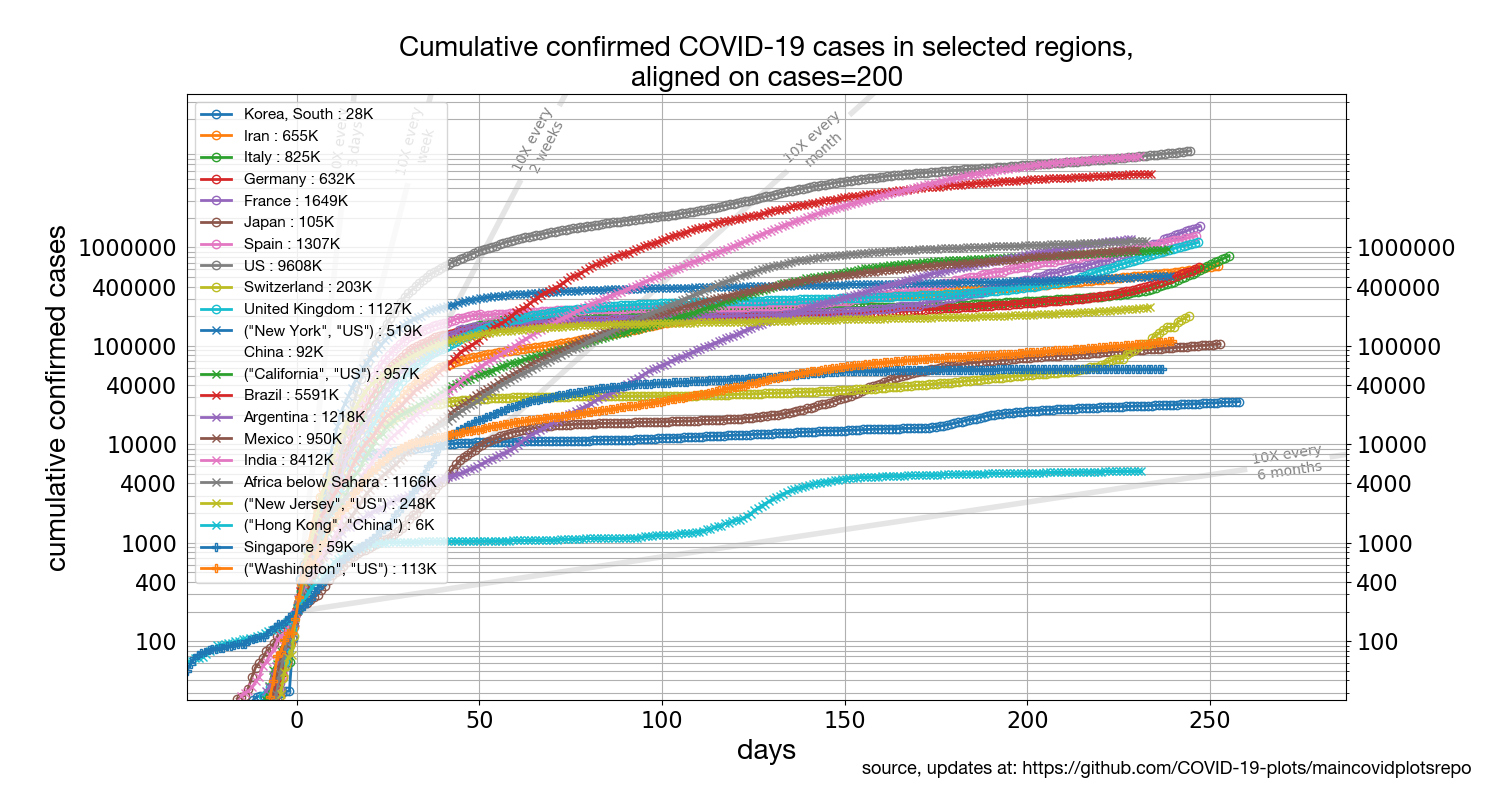 Cumulative confirmed COVID-19 cases in selected regions,
aligned on cases=200
cumulative confirmed cases
1000000
400000
100000
40000
10000
4000
1000
400
100
Korea, South : 28K
Iran : 655K
Italy : 825K
Germany : 632K
France : 1649K
Japan : 105K
Spain : 1307K
US : 9608K
Switzerland : 203K
United Kingdom : 1127K
("New York", "US") : 519K
China : 92K
("California", "US") : 957K
Brazil : 5591K
Argentina : 1218K
Mexico : 950K
India : 8412K
Africa below Sahara : 1166K
("New Jersey", "US") : 248K
("Hong Kong", "China") : 6K
Singapore : 59K
("Washington", "US") : 113K
10X every
3 days
10X every
week
10X every
2 weeks
10X every
month
10X every
6 months
1000000
400000
100000
40000
10000
4000
1000
400
100
0
50
100
150
200
250
days
source, updates at: https://github.com/COVID-19-plots/maincovidplotsrepo